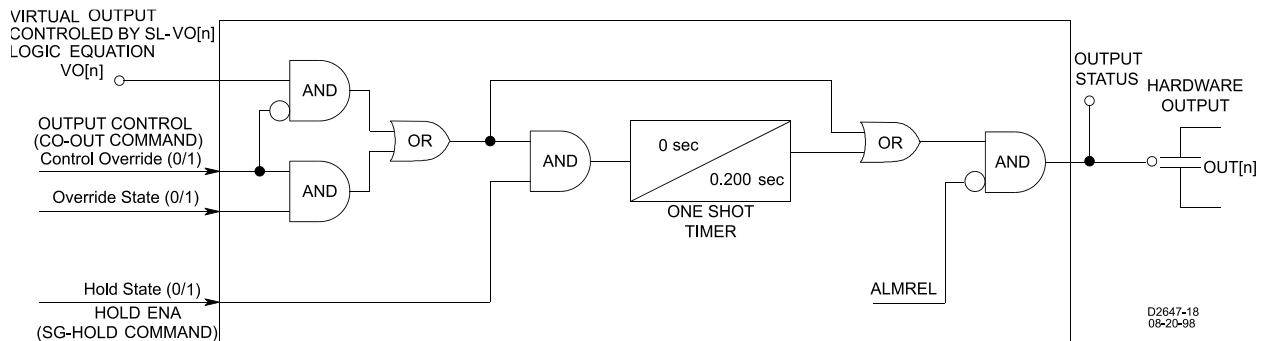 VIRTUAL OUTPUT
CONTROLED BY SL-VO[n]
LOGIC EQUATION
VO[n]
OUTPUT CONTROL
(CO-OUT COMMAND)
Control Override (0/1)
Override State (0/1)
Hold State (0/1)
HOLD ENA
(SG-HOLD COMMAND)
AND
AND
OR
AND
0 sec
0.200 sec
ONE SHOT
TIMER
OR
AND
ALMREL
OUTPUT
STATUS
HARDWARE
OUTPUT
OUT[n]
D2647-18
08-20-98